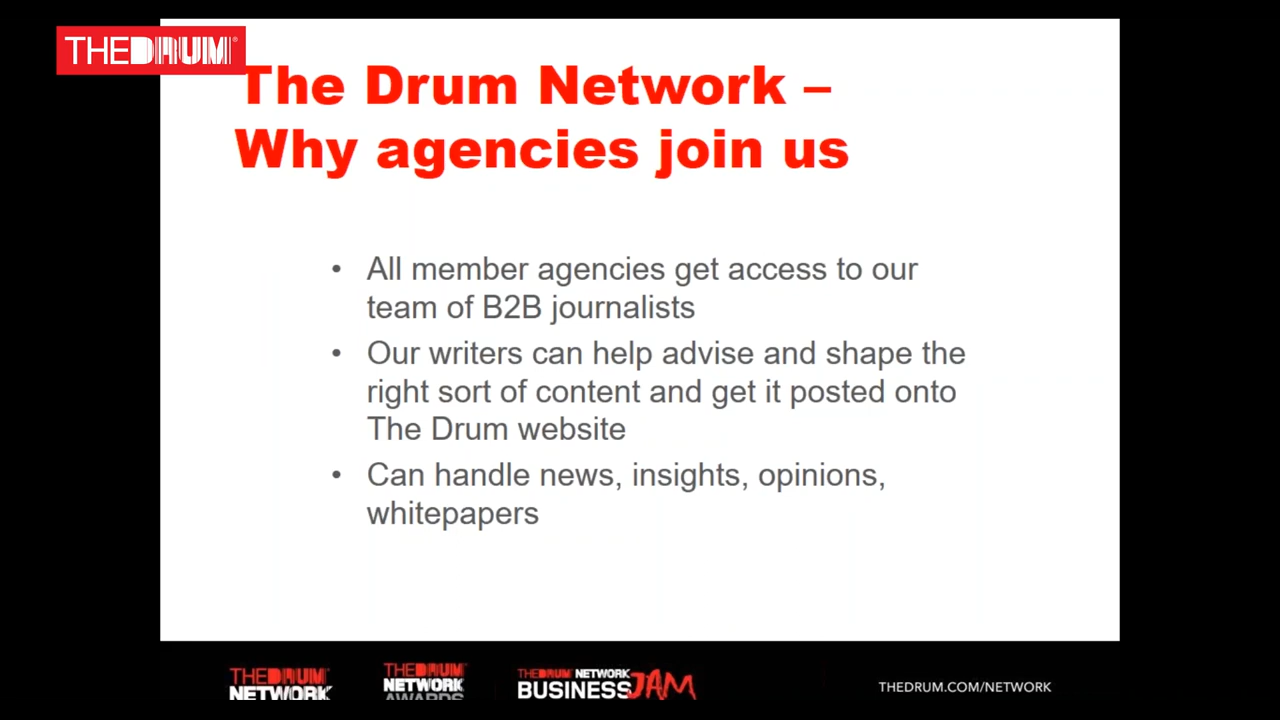 THEDRUM
The Drum Network –
Why agencies join us
• All member agencies get access to our
team of B2B journalists
• Our writers can help advise and shape the
right sort of content and get it posted onto
The Drum website
• Can handle news, insights, opinions,
whitepapers
THEDRUM
NETWORK
THEDRUM
NETWORK
AWARDS
THEDRUM NETWORK
BUSINESS JAM
THEDRUM.COM/NETWORK